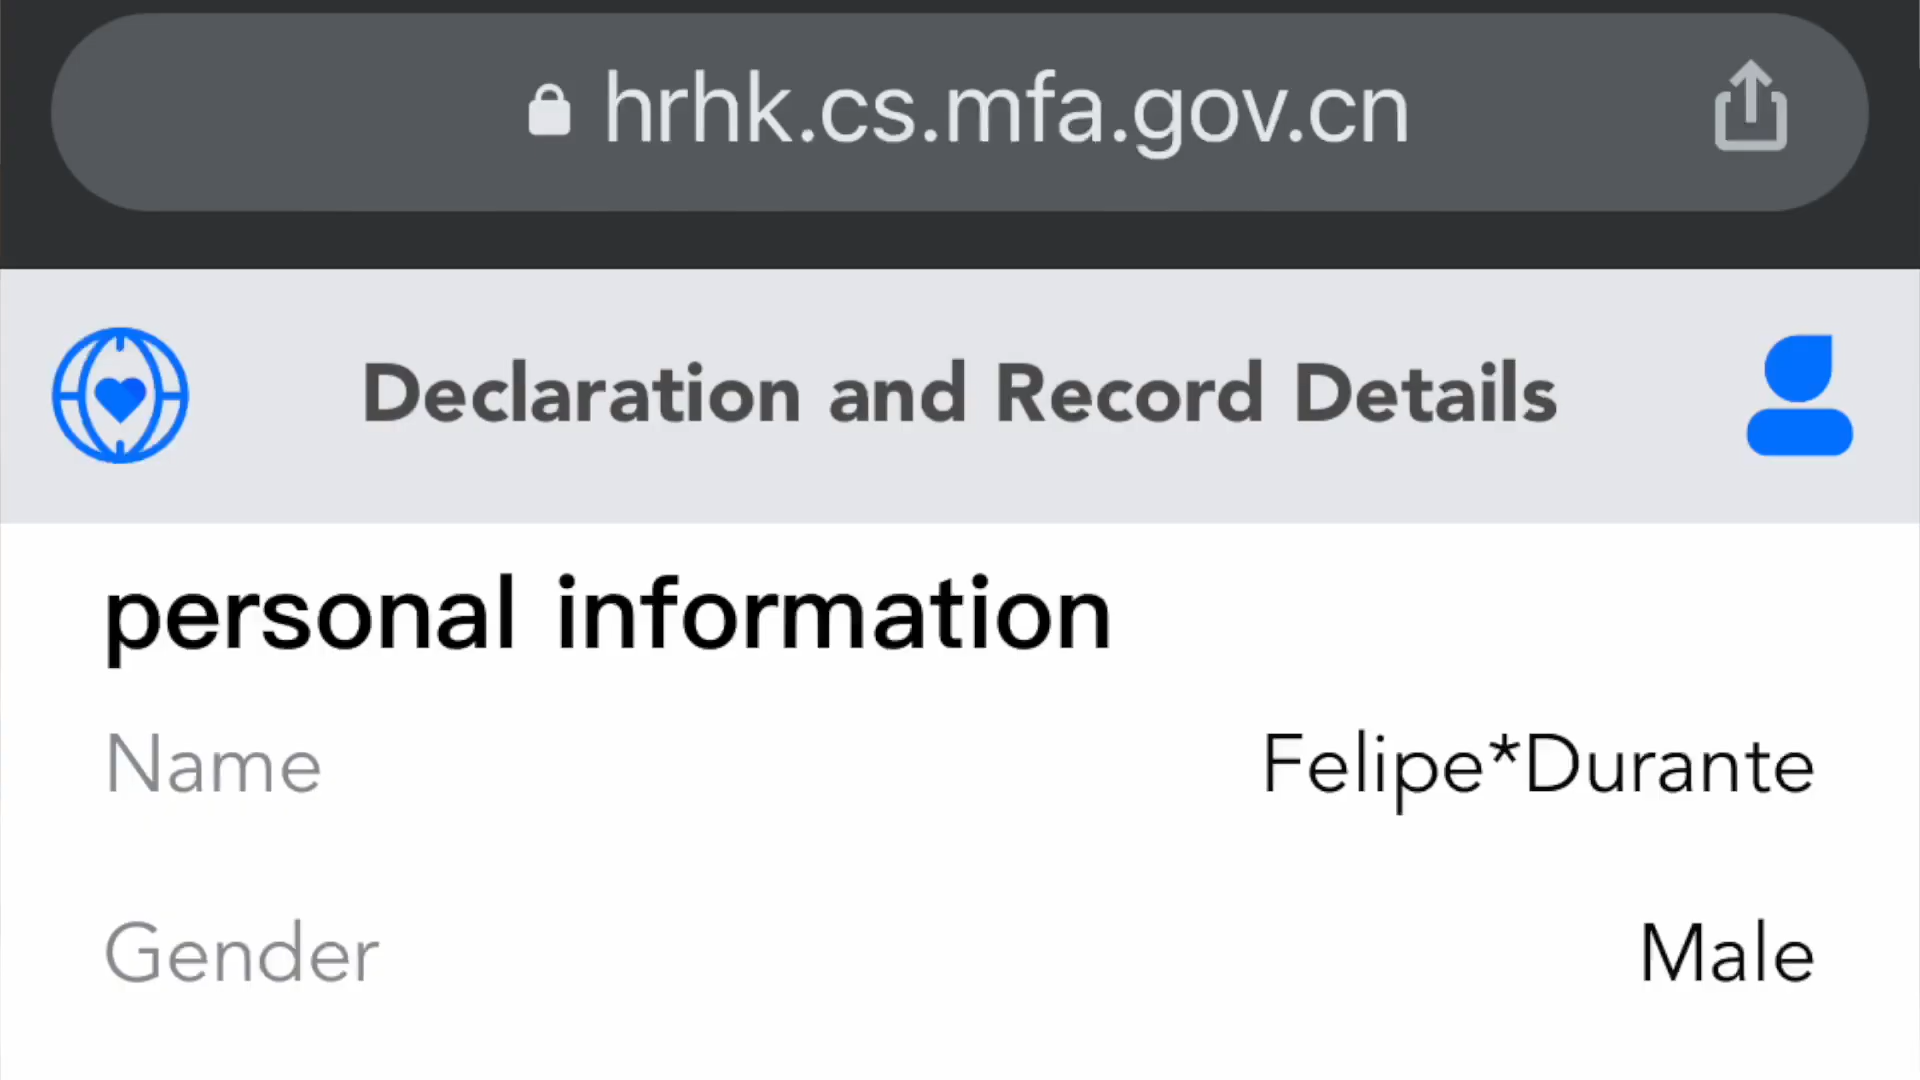 hrhk.cs.mfa.gov.cn
Declaration and Record Details
personal information
Name Felipe*Durante
Gender Male